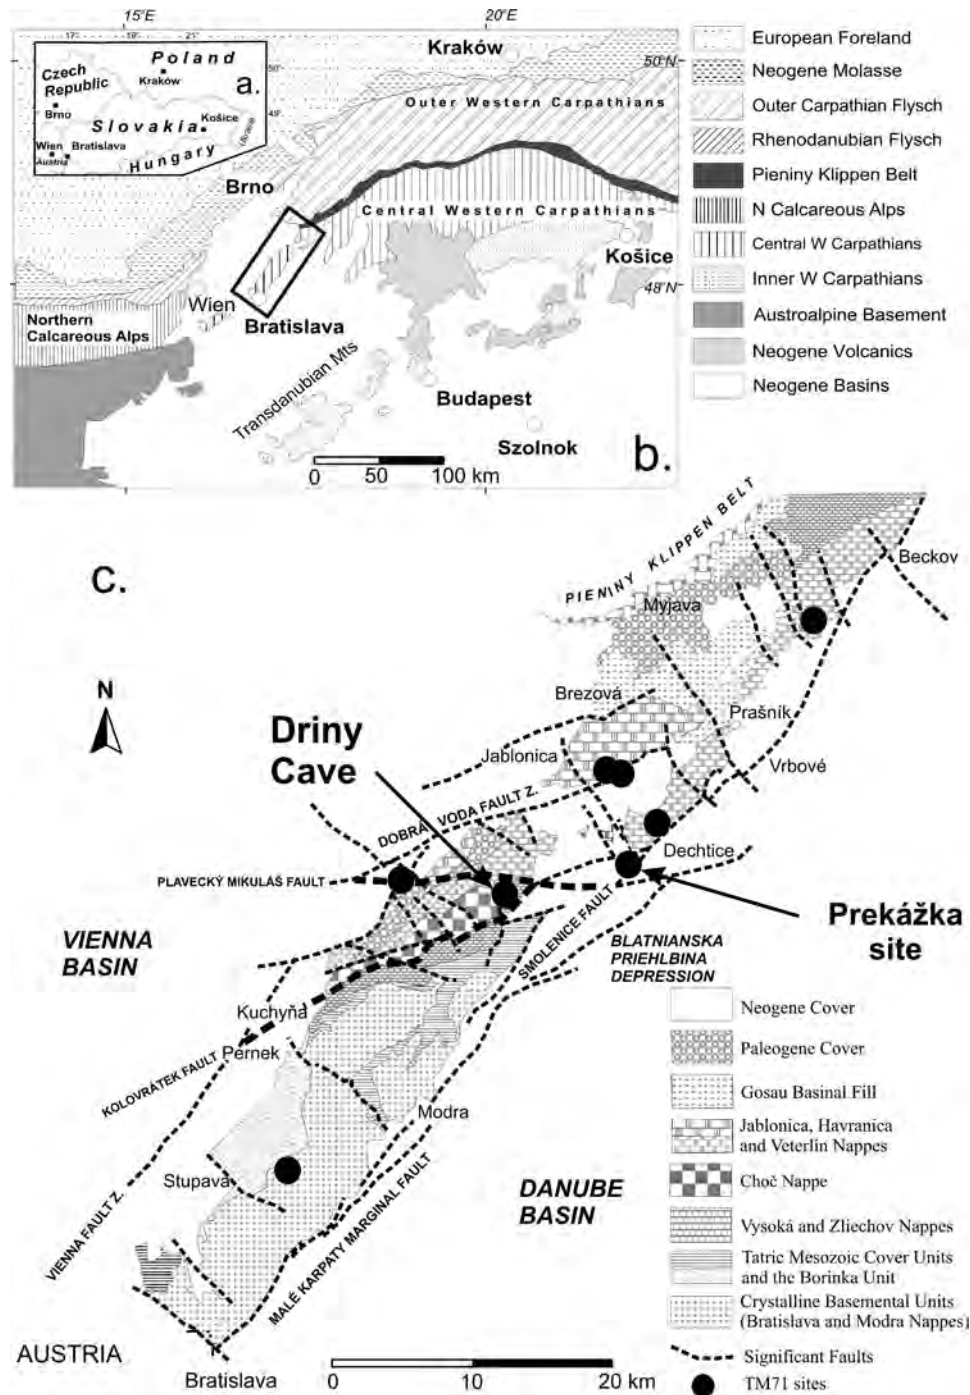 15°E
20°E
17°
19°
21°
Poland
Kraków
a.
50°
Czech
Republic
Brno
49°
Slovakia
Košice
Ukraine
Wien
Austria
Bratislava
Hungary
Kraków
50°N
Outer Western Carpathians
Brno
Central Western Carpathians
Košice
48°N
Wien
Bratislava
Northern
Calcareous Alps
Transdanubian Mts
Budapest
Szolnok
b.
0
50
100 km
European Foreland
Neogene Molasse
Outer Carpathian Flysch
Rhenodanubian Flysch
Pieniny Klippen Belt
N Calcareous Alps
Central W Carpathians
Inner W Carpathians
Austroalpine Basement
Neogene Volcanics
Neogene Basins
c.
PIENINY KLIPPEN BELT
Beckov
Myjava
N
Brezová
Prašník
Driny
Cave
Jablonica
Vrbové
DOBRÁ VODA FAULT Z.
Dechtice
PLAVECKÝ MIKULÁŠ FAULT
Prekážka
site
SMOLENICE FAULT
VIENNA
BASIN
BLATNIANSKA
PRIEHLBINA
DEPRESSION
Kuchyňa
Pernek
KOLOVRÁTEK FAULT
Modra
Stupava
DANUBE
BASIN
VIENNA FAULT Z.
MALÉ KARPATY MARGINAL FAULT
AUSTRIA
Bratislava
0
10
20 km
Neogene Cover
Paleogene Cover
Gosau Basinal Fill
Jablonica, Havranica
and Veterlín Nappes
Choč Nappe
Vysoká and Zliechov Nappes
Tatric Mesozoic Cover Units
and the Borinka Unit
Crystalline Basemental Units
(Bratislava and Modra Nappes)
Significant Faults
TM71 sites